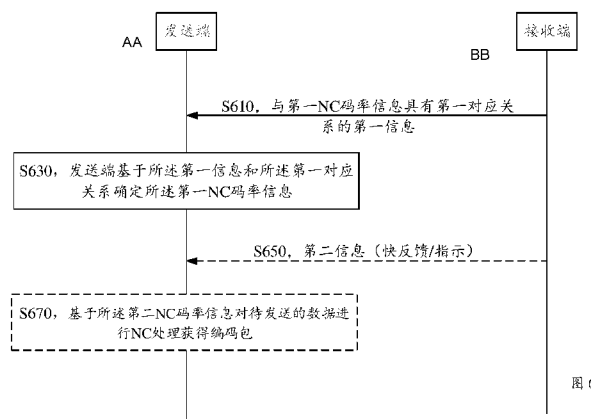 发送端
接收端
AA
BB
S610，与第一NC码率信息具有第一对应关
系的第一信息
S630，发送端基于所述第一信息和所述第一对应
关系确定所述第一NC码率信息
S650，第二信息（快反馈/指示）
S670，基于所述第二NC码率信息对待发送的数据进
行NC处理获得编码包
图 6